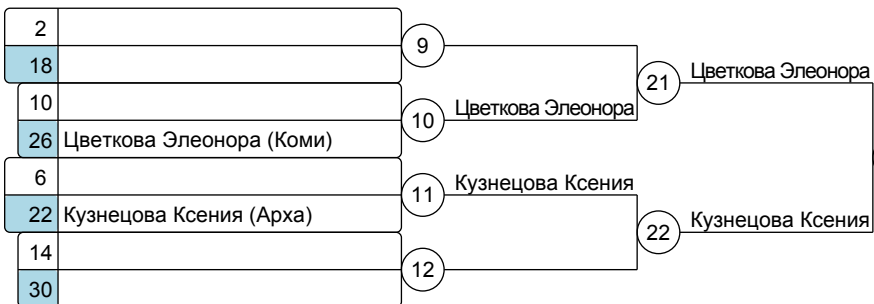 2
9
18
21 Цветкова Элеонора
10
10 Цветкова Элеонора
26 Цветкова Элеонора (Коми)
6
11 Кузнецова Ксения
22 Кузнецова Ксения (Арха)
22 Кузнецова Ксения
14
12
30